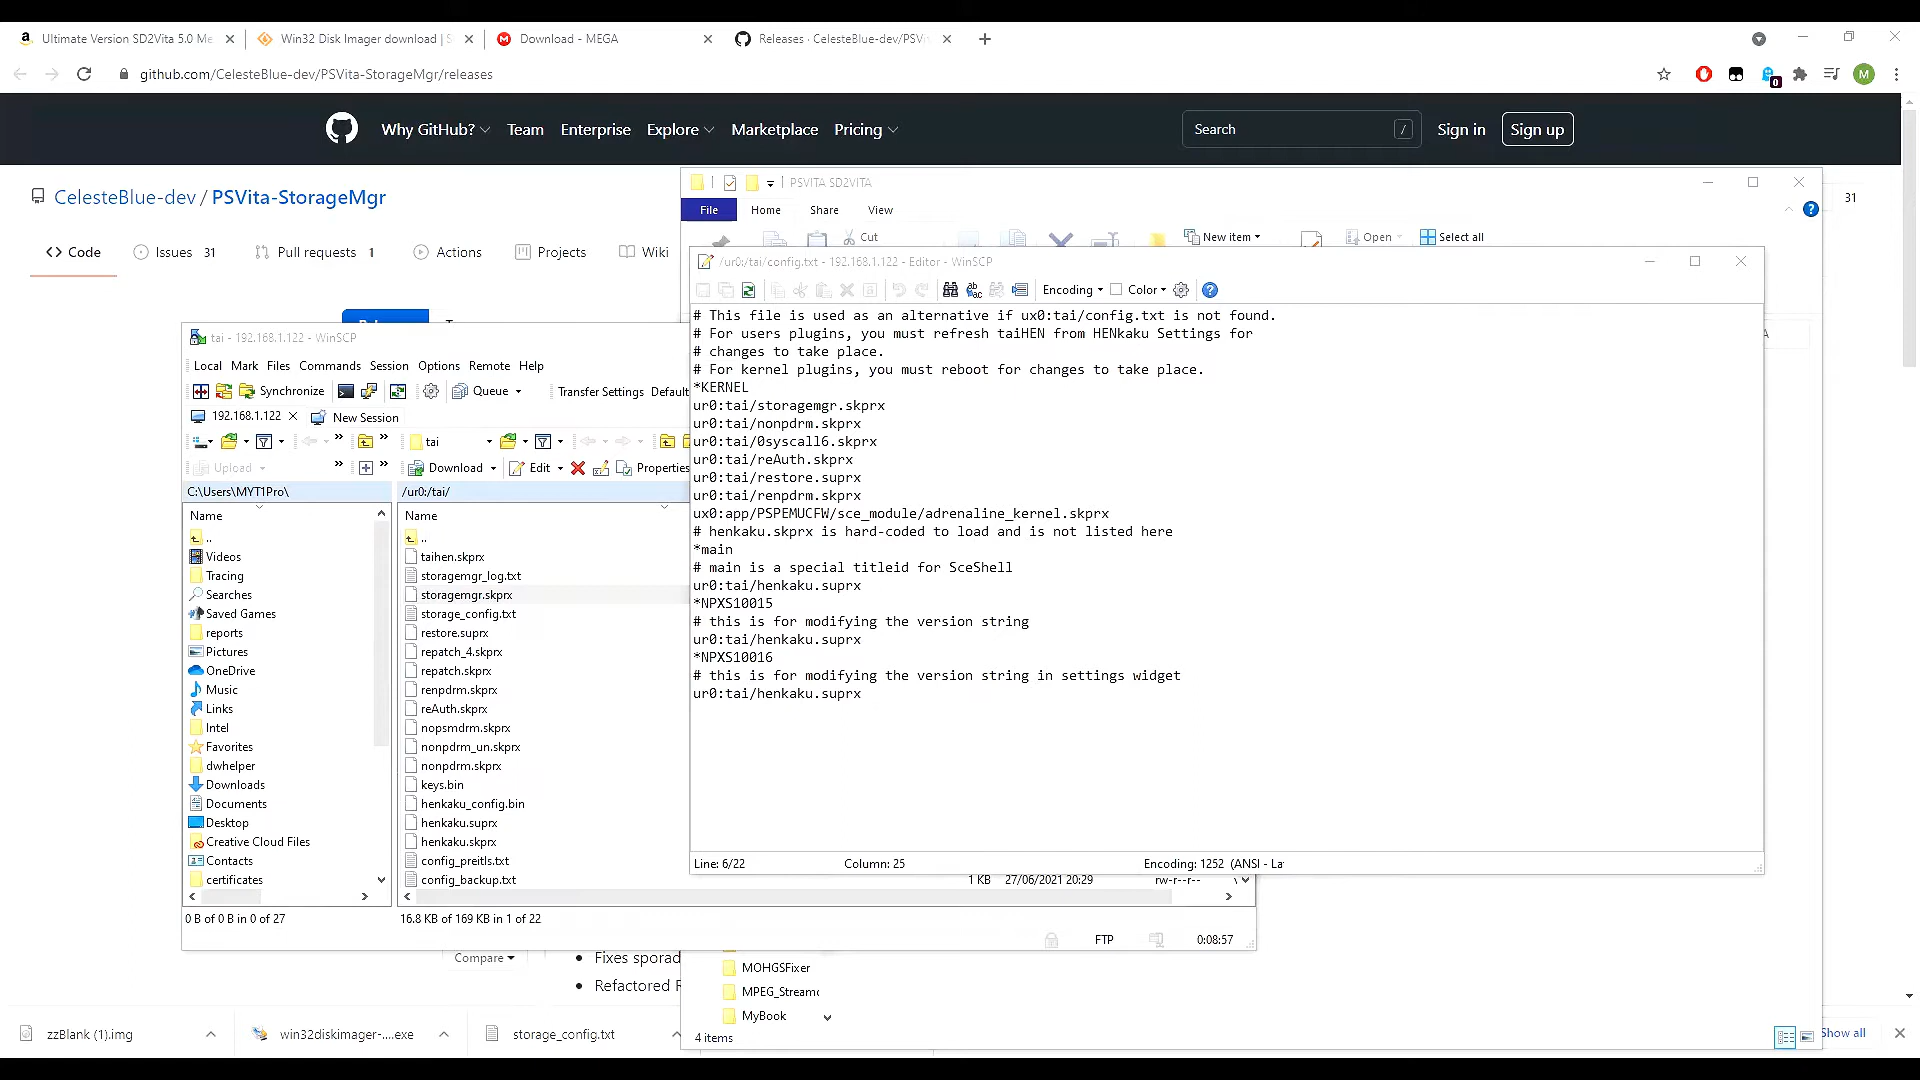 Ultimate Version SD2Vita 5.0 Me
Win32 Disk Imager download | S
Download - MEGA
Releases · CelesteBlue-dev/PSVit
github.com/CelesteBlue-dev/PSVita-StorageMgr/releases
0
M
Why GitHub?
Team
Enterprise
Explore
Marketplace
Pricing
Search
/
Sign in
Sign up
CelesteBlue-dev / PSVita-StorageMgr
31
Code
Issues 31
Pull requests 1
Actions
Projects
Wiki
PSVITA SD2VITA
File
Home
Share
View
Cut
New item
Open
Select all
/ur0:/tai/config.txt - 192.168.1.122 - Editor - WinSCP
Encoding
Color
# This file is used as an alternative if ux0:tai/config.txt is not found.
# For users plugins, you must refresh taiHEN from HENkaku Settings for
# changes to take place.
# For kernel plugins, you must reboot for changes to take place.
*KERNEL
ur0:tai/storagemgr.skprx
ur0:tai/nonpdrm.skprx
ur0:tai/0syscall6.skprx
ur0:tai/reAuth.skprx
ur0:tai/restore.suprx
ur0:tai/renpdrm.skprx
ux0:app/PSPEMUCFW/sce_module/adrenaline_kernel.skprx
# henkaku.skprx is hard-coded to load and is not listed here
*main
# main is a special titleid for SceShell
ur0:tai/henkaku.suprx
*NPXS10015
# this is for modifying the version string
ur0:tai/henkaku.suprx
*NPXS10016
# this is for modifying the version string in settings widget
ur0:tai/henkaku.suprx
Line: 6/22
Column: 25
Encoding: 1252 (ANSI - La
tai - 192.168.1.122 - WinSCP
Local Mark Files Commands Session Options Remote Help
Synchronize
Queue
Transfer Settings Default
192.168.1.122
New Session
tai
Upload
Download
Edit
Properties
C:\Users\MYT1Pro\
/ur0:/tai/
Name
..
Videos
Tracing
Searches
Saved Games
reports
Pictures
OneDrive
Music
Links
Intel
Favorites
dwhelper
Downloads
Documents
Desktop
Creative Cloud Files
Contacts
certificates
Name
..
taihen.skprx
storagemgr_log.txt
storagemgr.skprx
storage_config.txt
restore.suprx
repatch_4.skprx
repatch.skprx
renpdrm.skprx
reAuth.skprx
nopsmdrm.skprx
nonpdrm_un.skprx
nonpdrm.skprx
keys.bin
henkaku_config.bin
henkaku.suprx
henkaku.skprx
config_preitls.txt
config_backup.txt
1 KB 27/06/2021 20:29 rw-r--r--
0 B of 0 B in 0 of 27
16.8 KB of 169 KB in 1 of 22
FTP
0:08:57
Compare
Fixes sporad
Refactored
MOHGSFixer
MPEG_Stream
MyBook
4 items
zzBlank (1).img
win32diskimager-....exe
storage_config.txt
Show all